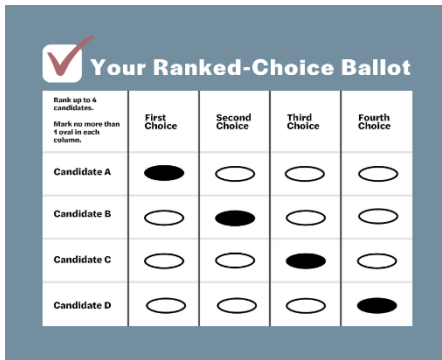 Your Ranked-Choice Ballot
Rank up to 4
candidates.
Mark no more than
1 oval in each
column.
First
Choice
Second
Choice
Third
Choice
Fourth
Choice
Candidate A
Candidate B
Candidate C
Candidate D